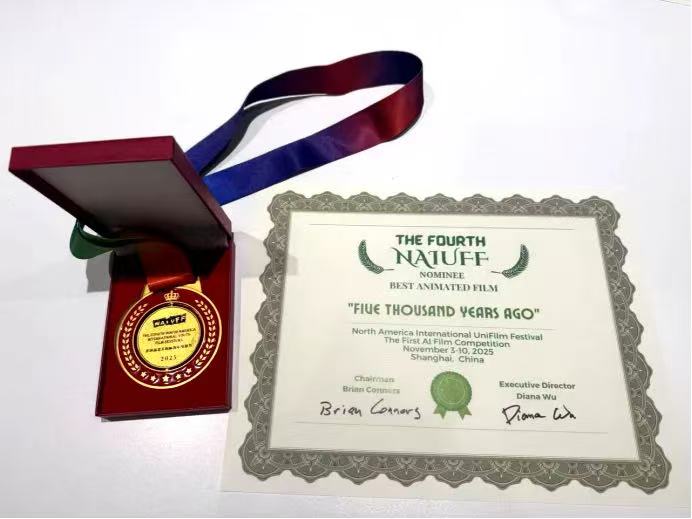 NAIUFF
2025
THE FOURTH
NAIUFF
NOMINEE
BEST ANIMATED FILM
"FIVE THOUSAND YEARS AGO"
North America International UniFilm Festival
The First AI Film Competition
November 3-10, 2025
Shanghai, China
Chairman
Brian Conners
Executive Director
Diana Wu
Brian Conners
Diana Wu